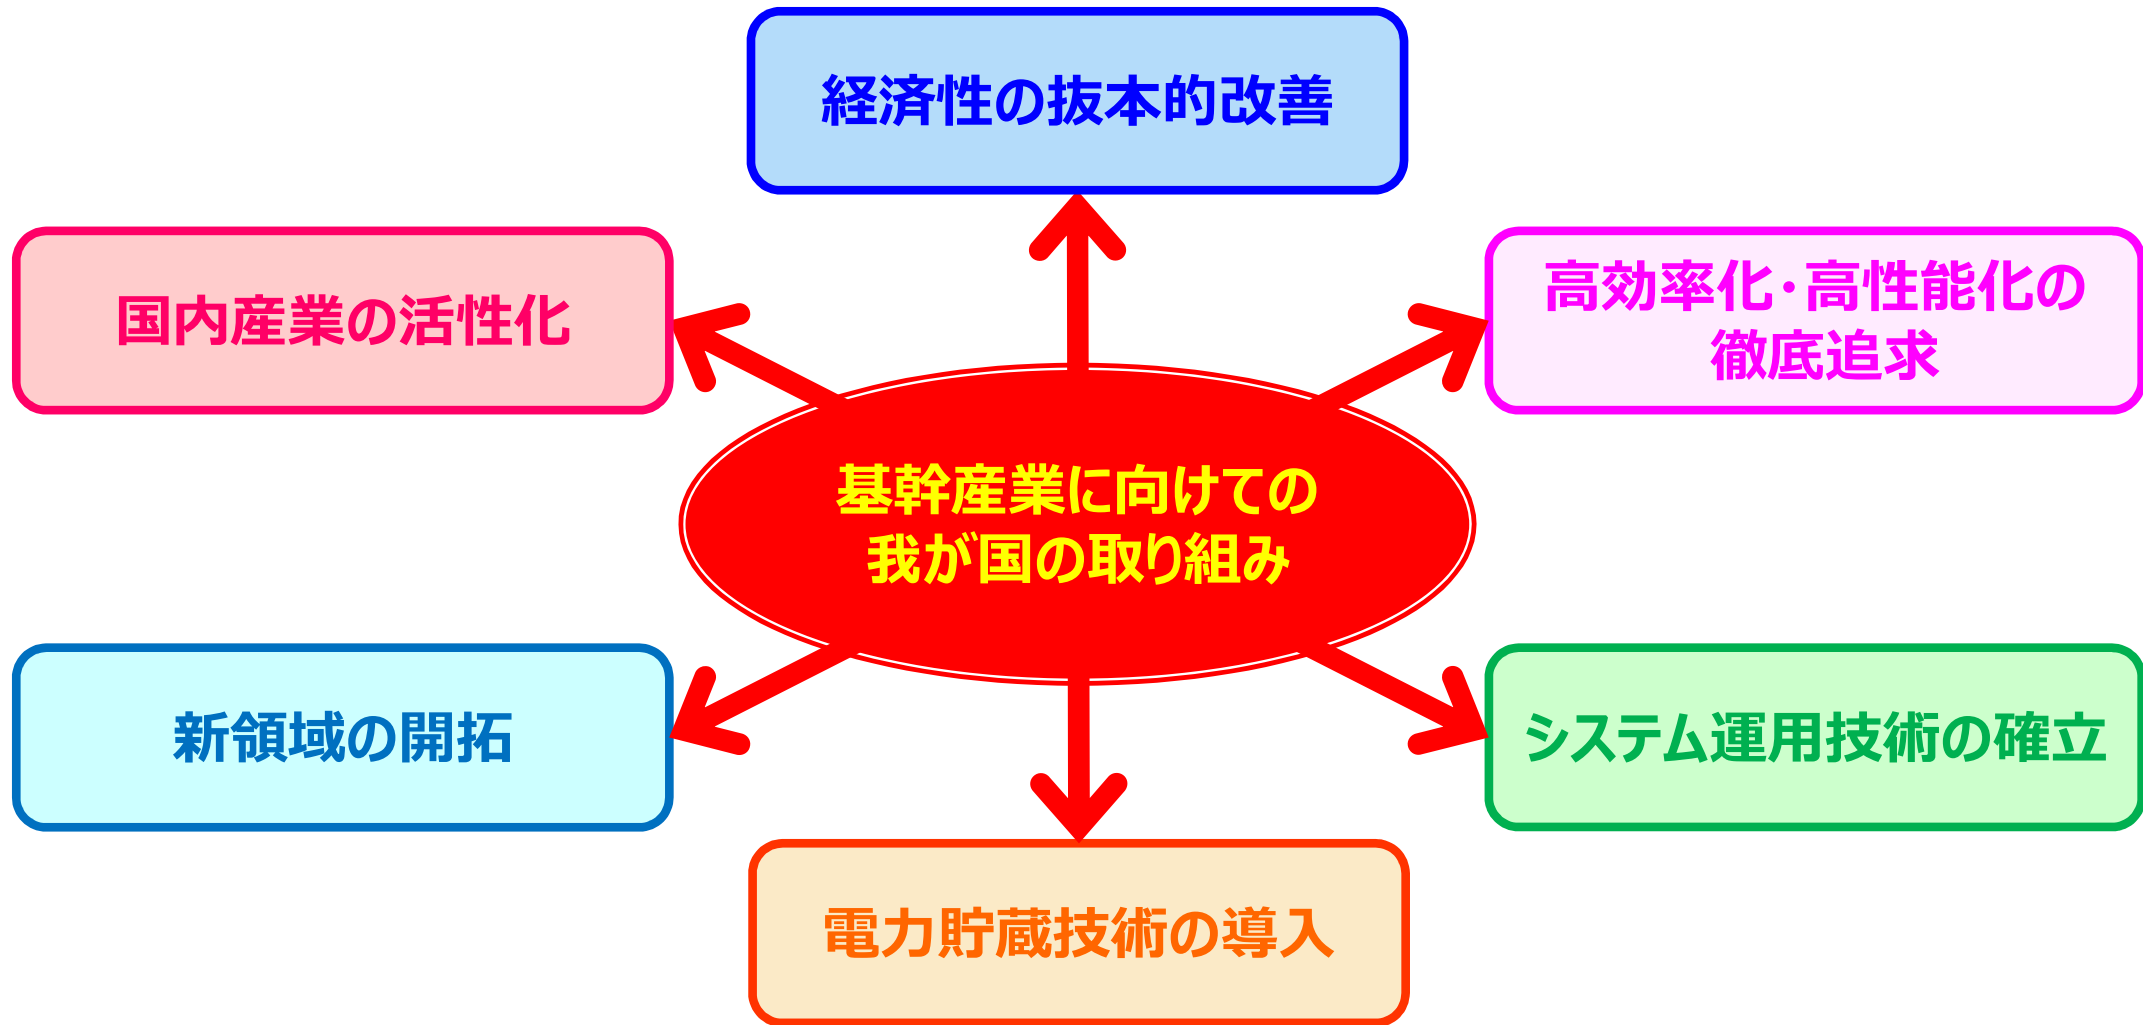 経済性の抜本的改善
国内産業の活性化
高効率化・高性能化の
徹底追求
基幹産業に向けての
我が国の取り組み
新領域の開拓
システム運用技術の確立
電力貯蔵技術の導入